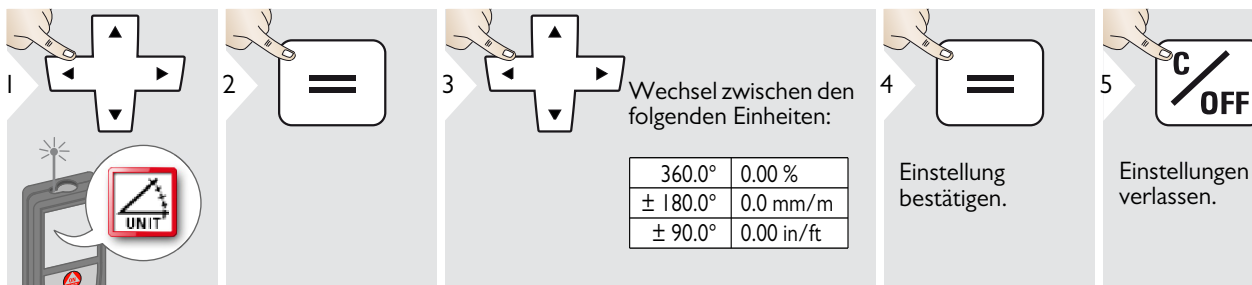 1
UNIT
2
3
Wechsel zwischen den
folgenden Einheiten:
360.0° 0.00 %
± 180.0° 0.0 mm/m
± 90.0° 0.00 in/ft
4
Einstellung
bestätigen.
5
C/OFF
Einstellungen
verlassen.